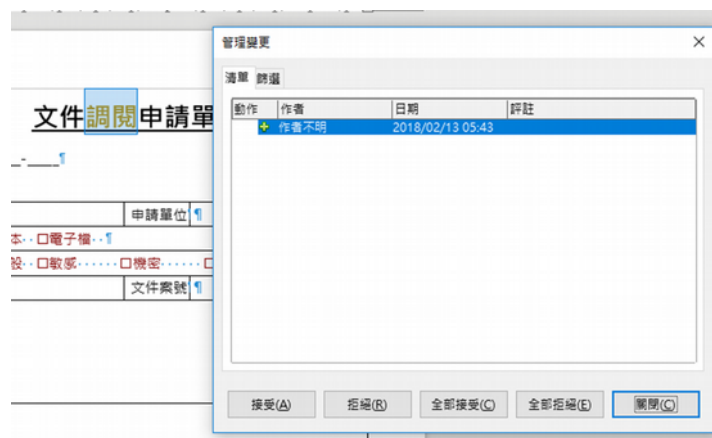 管理變更
清單 篩選
動作 作者 日期 評註
作者不明 2018/02/13 05:43
接受(A) 拒絕(R) 全部接受(C) 全部拒絕(E) 關閉(C)
文件調閱申請單
申請單位
本‧‧□電子檔‧‧
般‧‧□敏感‧‧‧‧‧‧□機密‧‧‧‧‧‧□
文件案號